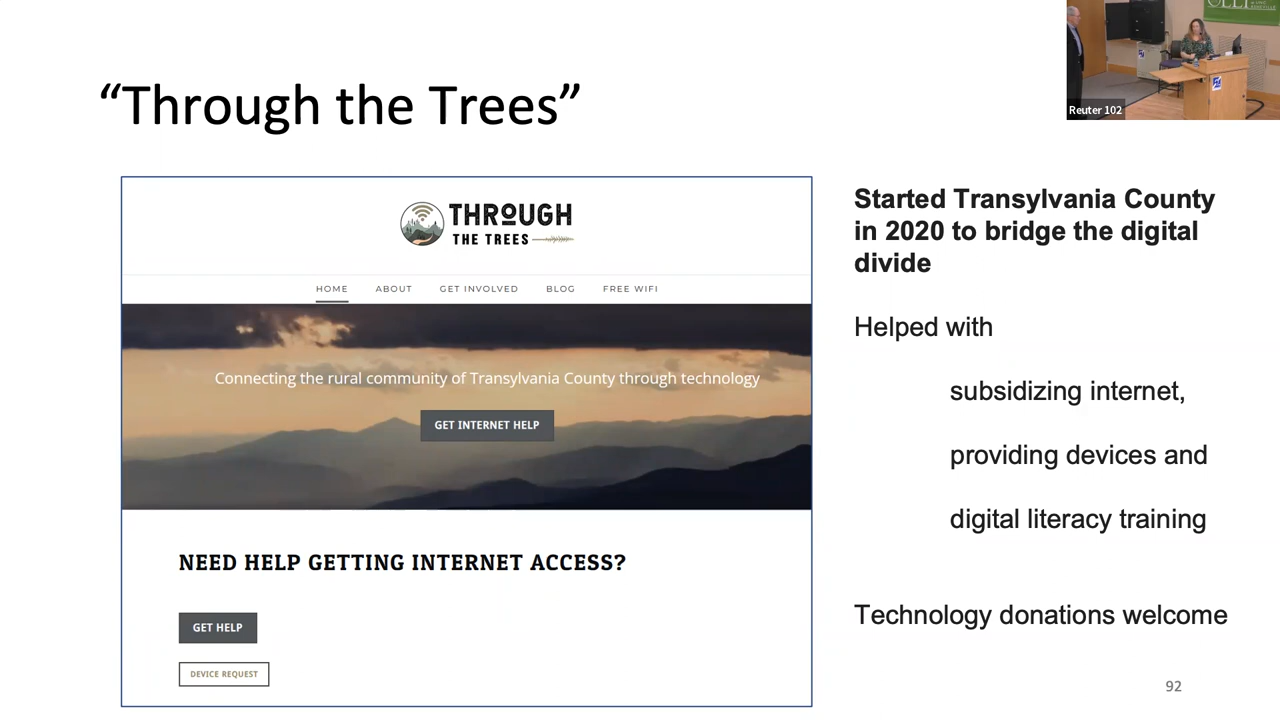 “Through the Trees”
Reuter 102
THROUGH
THE TREES
HOME ABOUT GET INVOLVED BLOG FREE WIFI
Connecting the rural community of Transylvania County through technology
GET INTERNET HELP
NEED HELP GETTING INTERNET ACCESS?
GET HELP
DEVICE REQUEST
Started Transylvania County
in 2020 to bridge the digital
divide
Helped with
subsidizing internet,
providing devices and
digital literacy training
Technology donations welcome
92